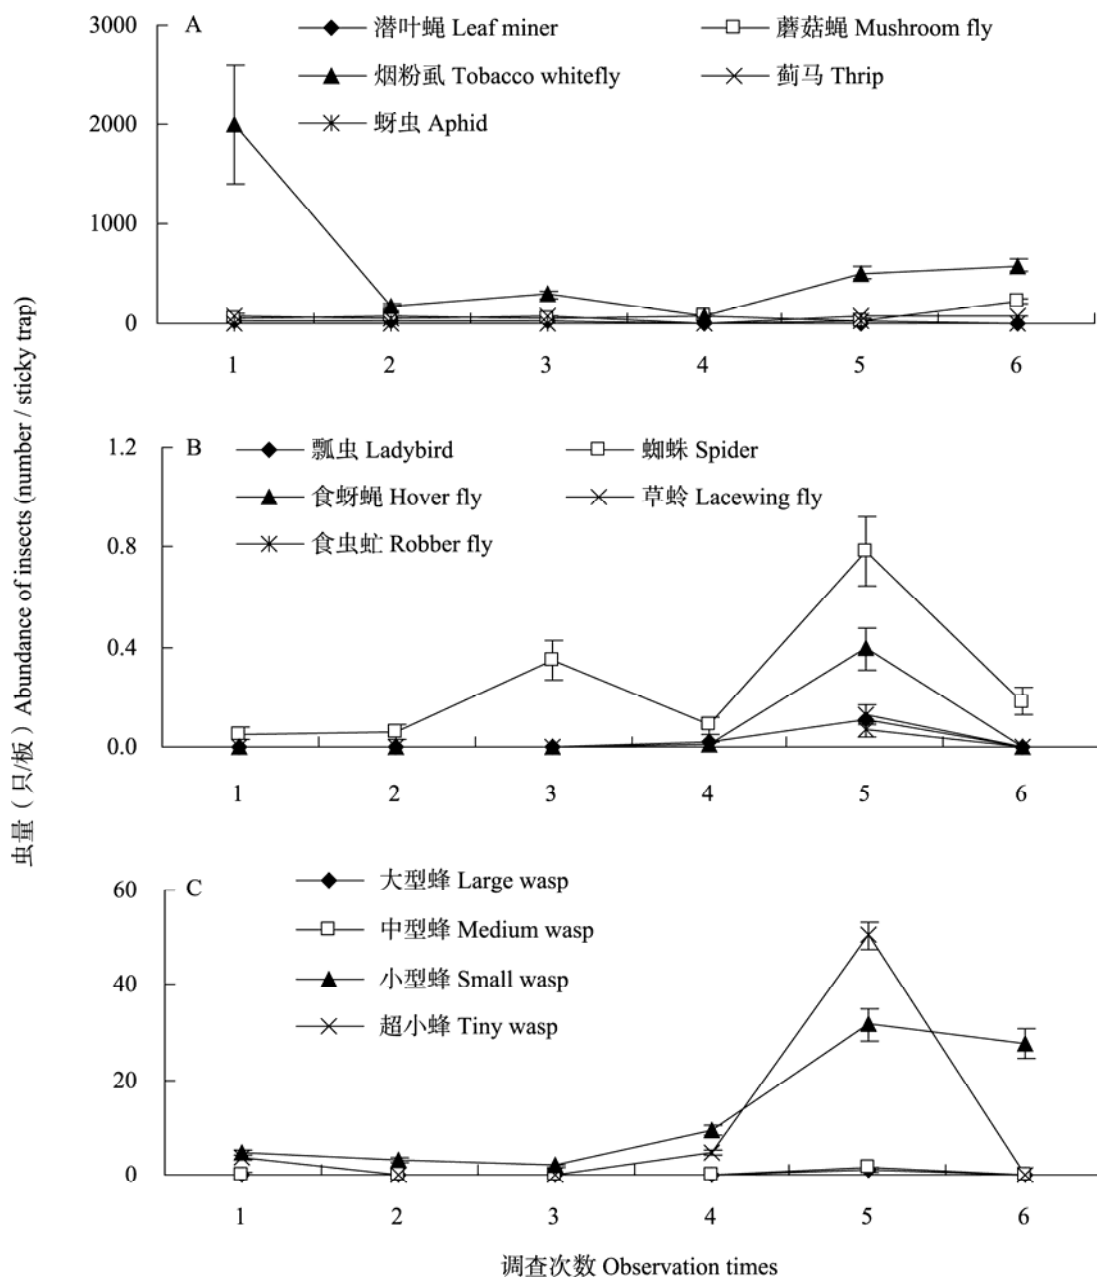 虫量（只/板）Abundance of insects (number / sticky trap)
A
潜叶蝇 Leaf miner
蘑菇蝇 Mushroom fly
烟粉虱 Tobacco whitefly
蓟马 Thrip
蚜虫 Aphid
3000
2000
1000
0
1 2 3 4 5 6
B
瓢虫 Ladybird
蜘蛛 Spider
食蚜蝇 Hover fly
草蛉 Lacewing fly
食虫虻 Robber fly
1.2
0.8
0.4
0.0
1 2 3 4 5 6
C
大型蜂 Large wasp
中型蜂 Medium wasp
小型蜂 Small wasp
超小蜂 Tiny wasp
60
40
20
0
1 2 3 4 5 6
调查次数 Observation times